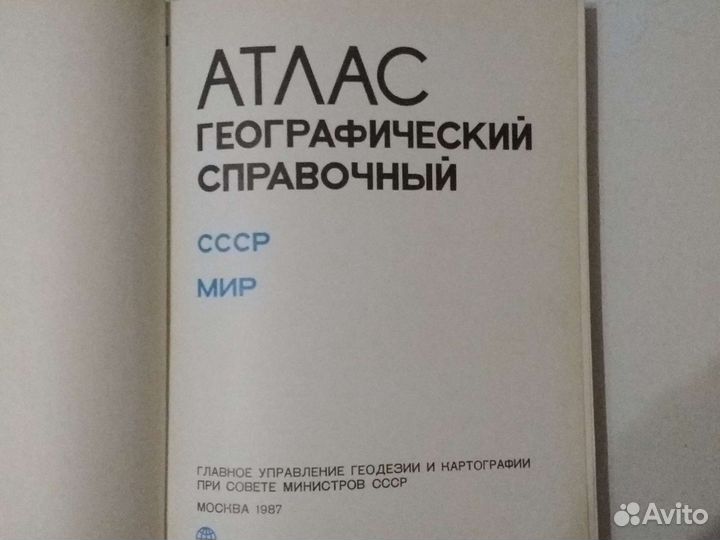 АТЛАС
ГЕОГРАФИЧЕСКИЙ
СПРАВОЧНЫЙ
СССР
МИР
ГЛАВНОЕ УПРАВЛЕНИЕ ГЕОДЕЗИИ И КАРТОГРАФИИ
ПРИ СОВЕТЕ МИНИСТРОВ СССР
МОСКВА 1987
Avito